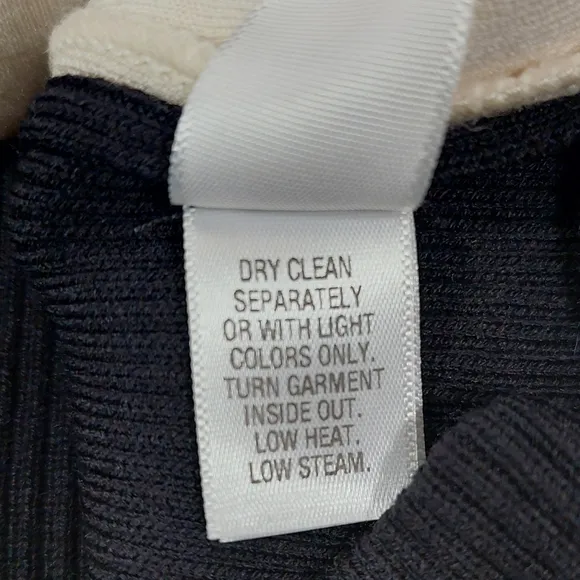 DRY CLEAN
SEPARATELY
OR WITH LIGHT
COLORS ONLY.
TURN GARMENT
INSIDE OUT.
LOW HEAT.
LOW STEAM.